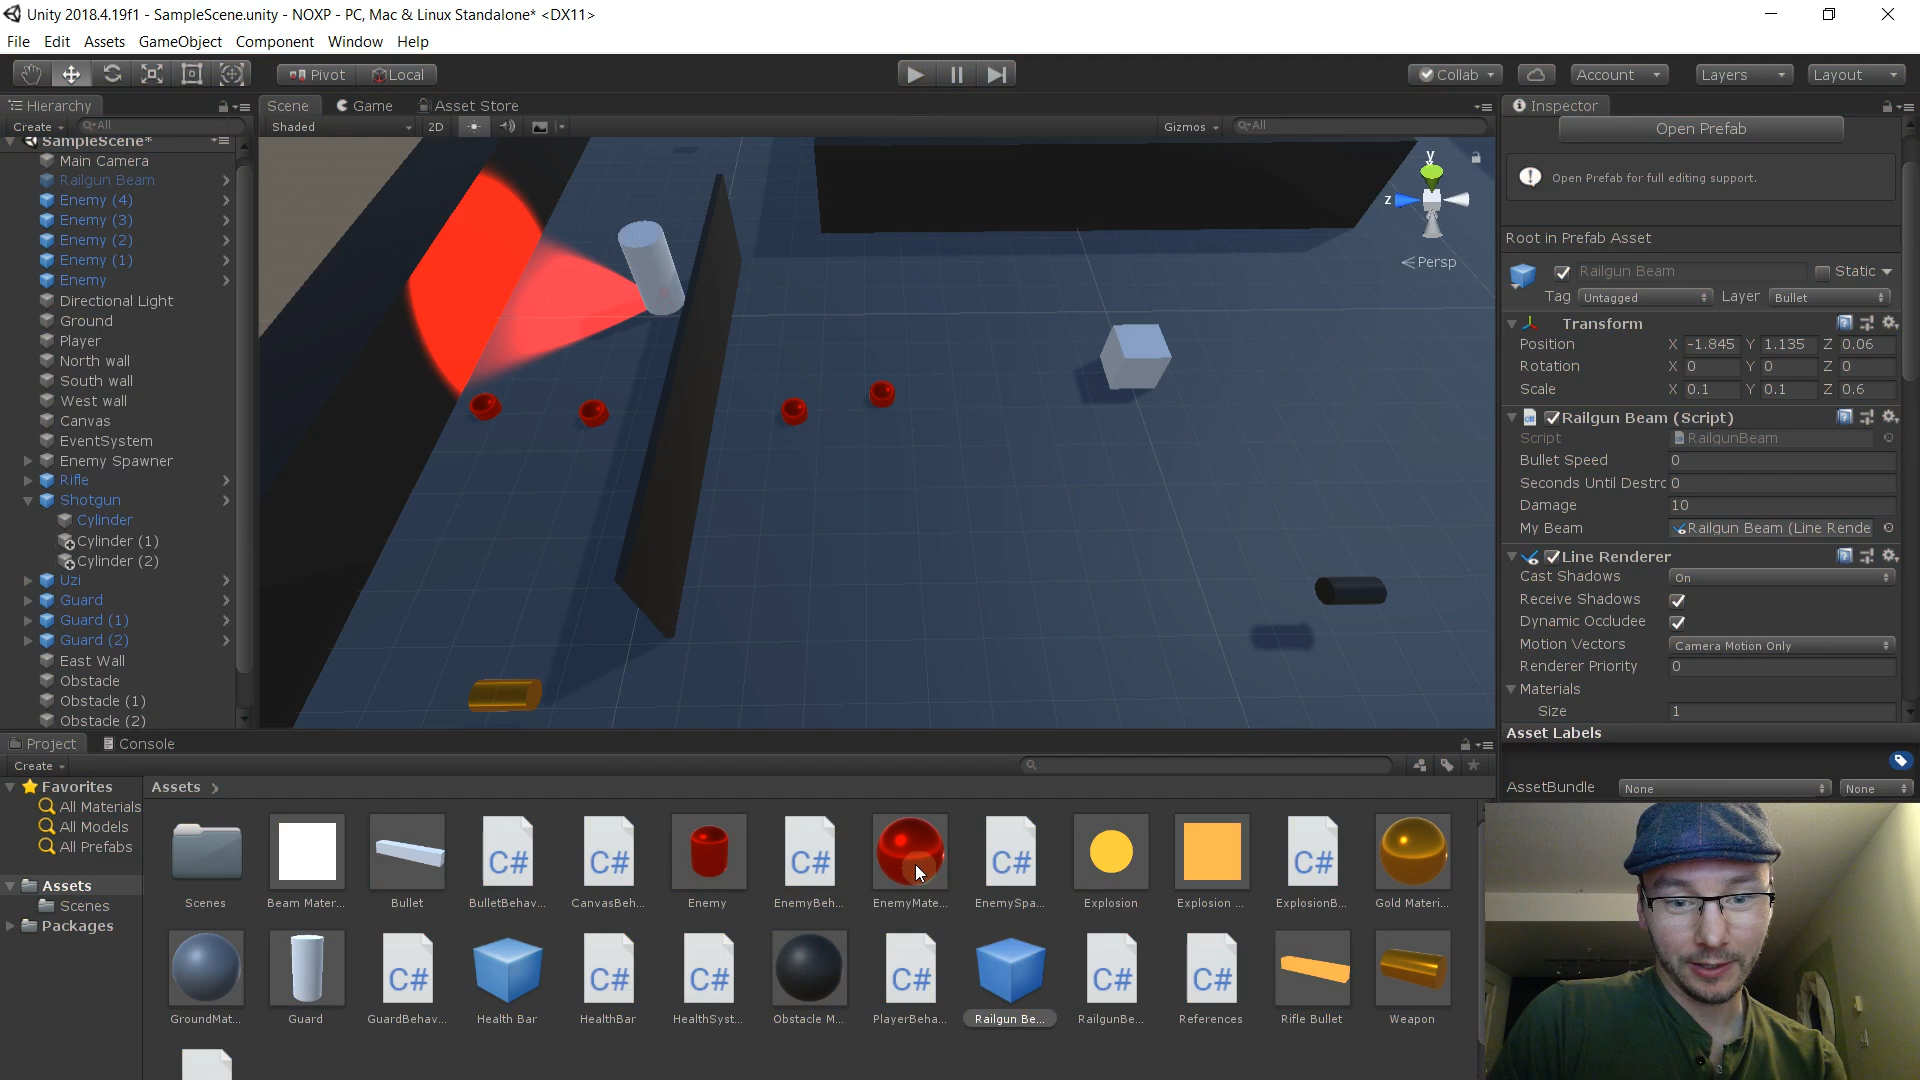 Unity 2018.4.19f1 - SampleScene.unity - NOXP - PC, Mac & Linux Standalone* <DX11>
File Edit Assets GameObject Component Window Help
Pivot Local Collab Account Layers Layout
Hierarchy Scene Game Asset Store Inspector
Create All Shaded 2D Gizmos All Open Prefab
SampleScene*
Main Camera
Railgun Beam
Enemy (4)
Enemy (3)
Enemy (2)
Enemy (1)
Enemy
Directional Light
Ground
Player
North wall
South wall
West wall
Canvas
EventSystem
Enemy Spawner
Rifle
Shotgun
Cylinder
Cylinder (1)
Cylinder (2)
Uzi
Guard
Guard (1)
Guard (2)
East Wall
Obstacle
Obstacle (1)
Obstacle (2)
y
z
Persp
Open Prefab for full editing support.
Root in Prefab Asset
Railgun Beam Static
Tag Untagged Layer Bullet
Transform
Position X -1.845 Y 1.135 Z 0.06
Rotation X 0 Y 0 Z 0
Scale X 0.1 Y 0.1 Z 0.6
Railgun Beam (Script)
Script RailgunBeam
Bullet Speed 0
Seconds Until Destro 0
Damage 10
My Beam Railgun Beam (Line Rende
Line Renderer
Cast Shadows On
Receive Shadows
Dynamic Occludee
Motion Vectors Camera Motion Only
Renderer Priority 0
Materials
Size 1
Asset Labels
AssetBundle None None
Project Console
Create
Favorites
All Materials
All Models
All Prefabs
Assets
Scenes
Packages
Assets
C# C# C# C# C#
Scenes Beam Mater... Bullet BulletBehav... CanvasBeh... Enemy EnemyBeh... EnemyMate... EnemySpa... Explosion Explosion ... ExplosionB... Gold Materi...
C# C# C# C# C# C#
GroundMat... Guard GuardBehav... Health Bar HealthBar HealthSyst... Obstacle M... PlayerBeha... Railgun Be... RailgunBe... References Rifle Bullet Weapon